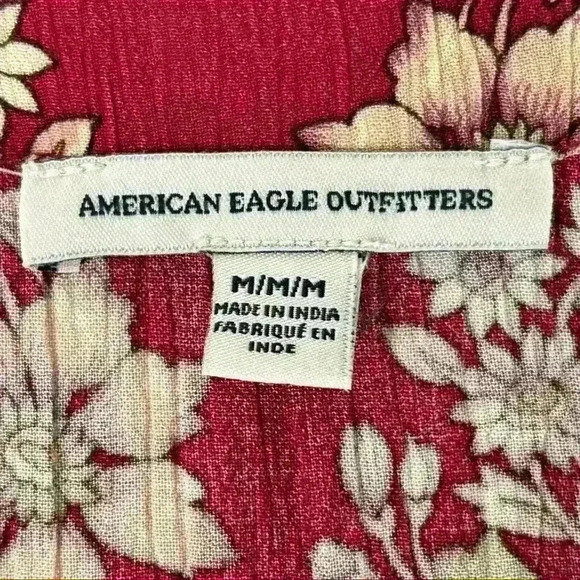 AMERICAN EAGLE OUTFITTERS
M/M/M
MADE IN INDIA
FABRIQUÉ EN
INDE